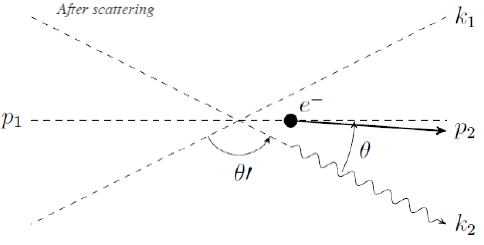 After scattering
k₁
e⁻
p₁
p₂
θ
θ′
k₂